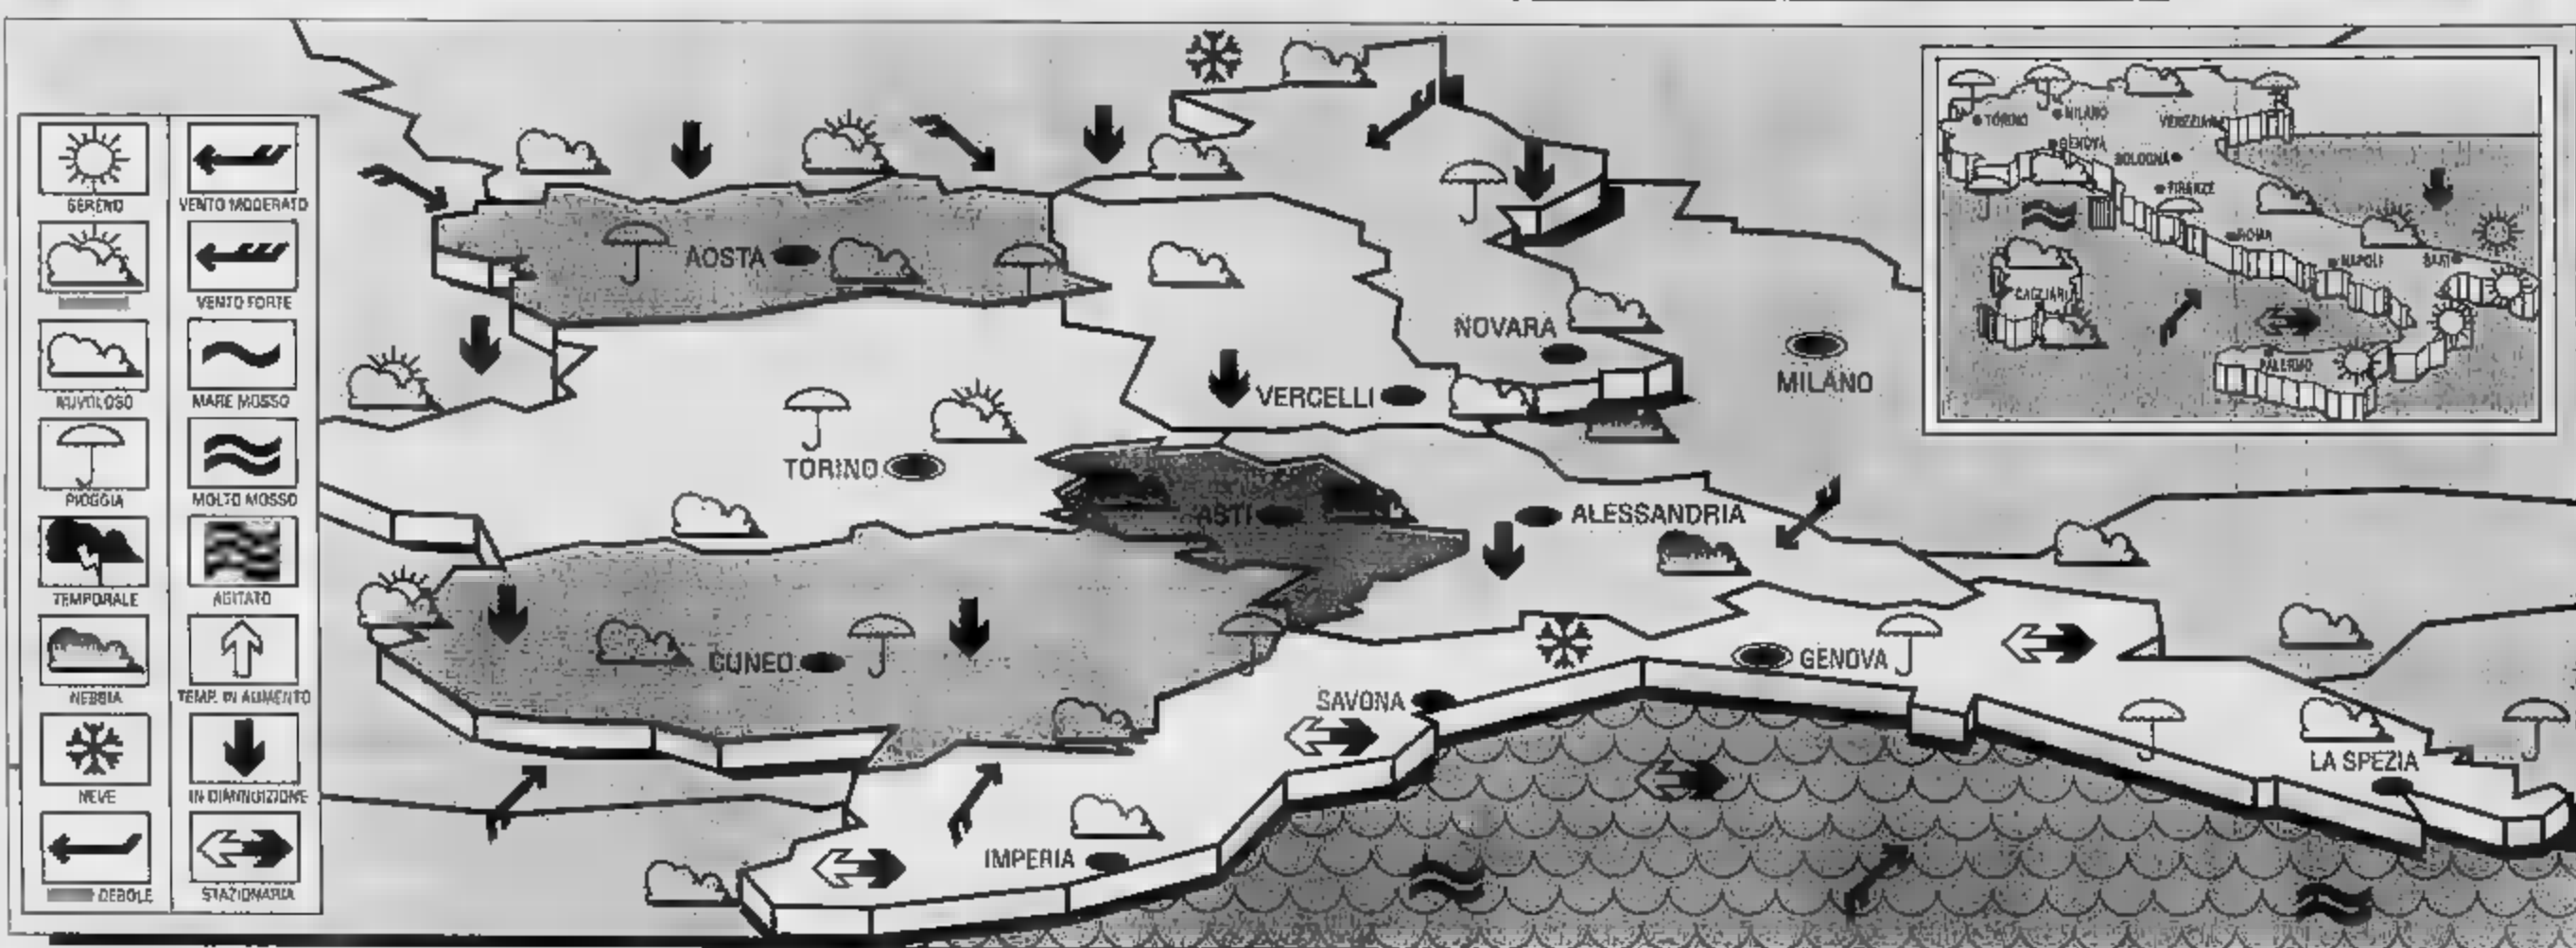 SERENO
NUVOLOSO
PIOGGIA
TEMPORALE
NEBBIA
NEVE
DEBOLE
VENTO MODERATO
VENTO FORTE
MARE MOSSO
MOLTO MOSSO
AGITATO
TEMP. IN AUMENTO
IN DIMINUIZIONE
STAZIONARIA
AOSTA
NOVARA
VERCELLI
MILANO
TORINO
ASTI
ALESSANDRIA
CUNEO
GENOVA
SAVONA
LA SPEZIA
IMPERIA
TORINO
MILANO
VENEZIA
GENOVA
BOLOGNA
FIRENZE
ROMA
NAPOLI
BARI
CAGLIARI
PALERMO